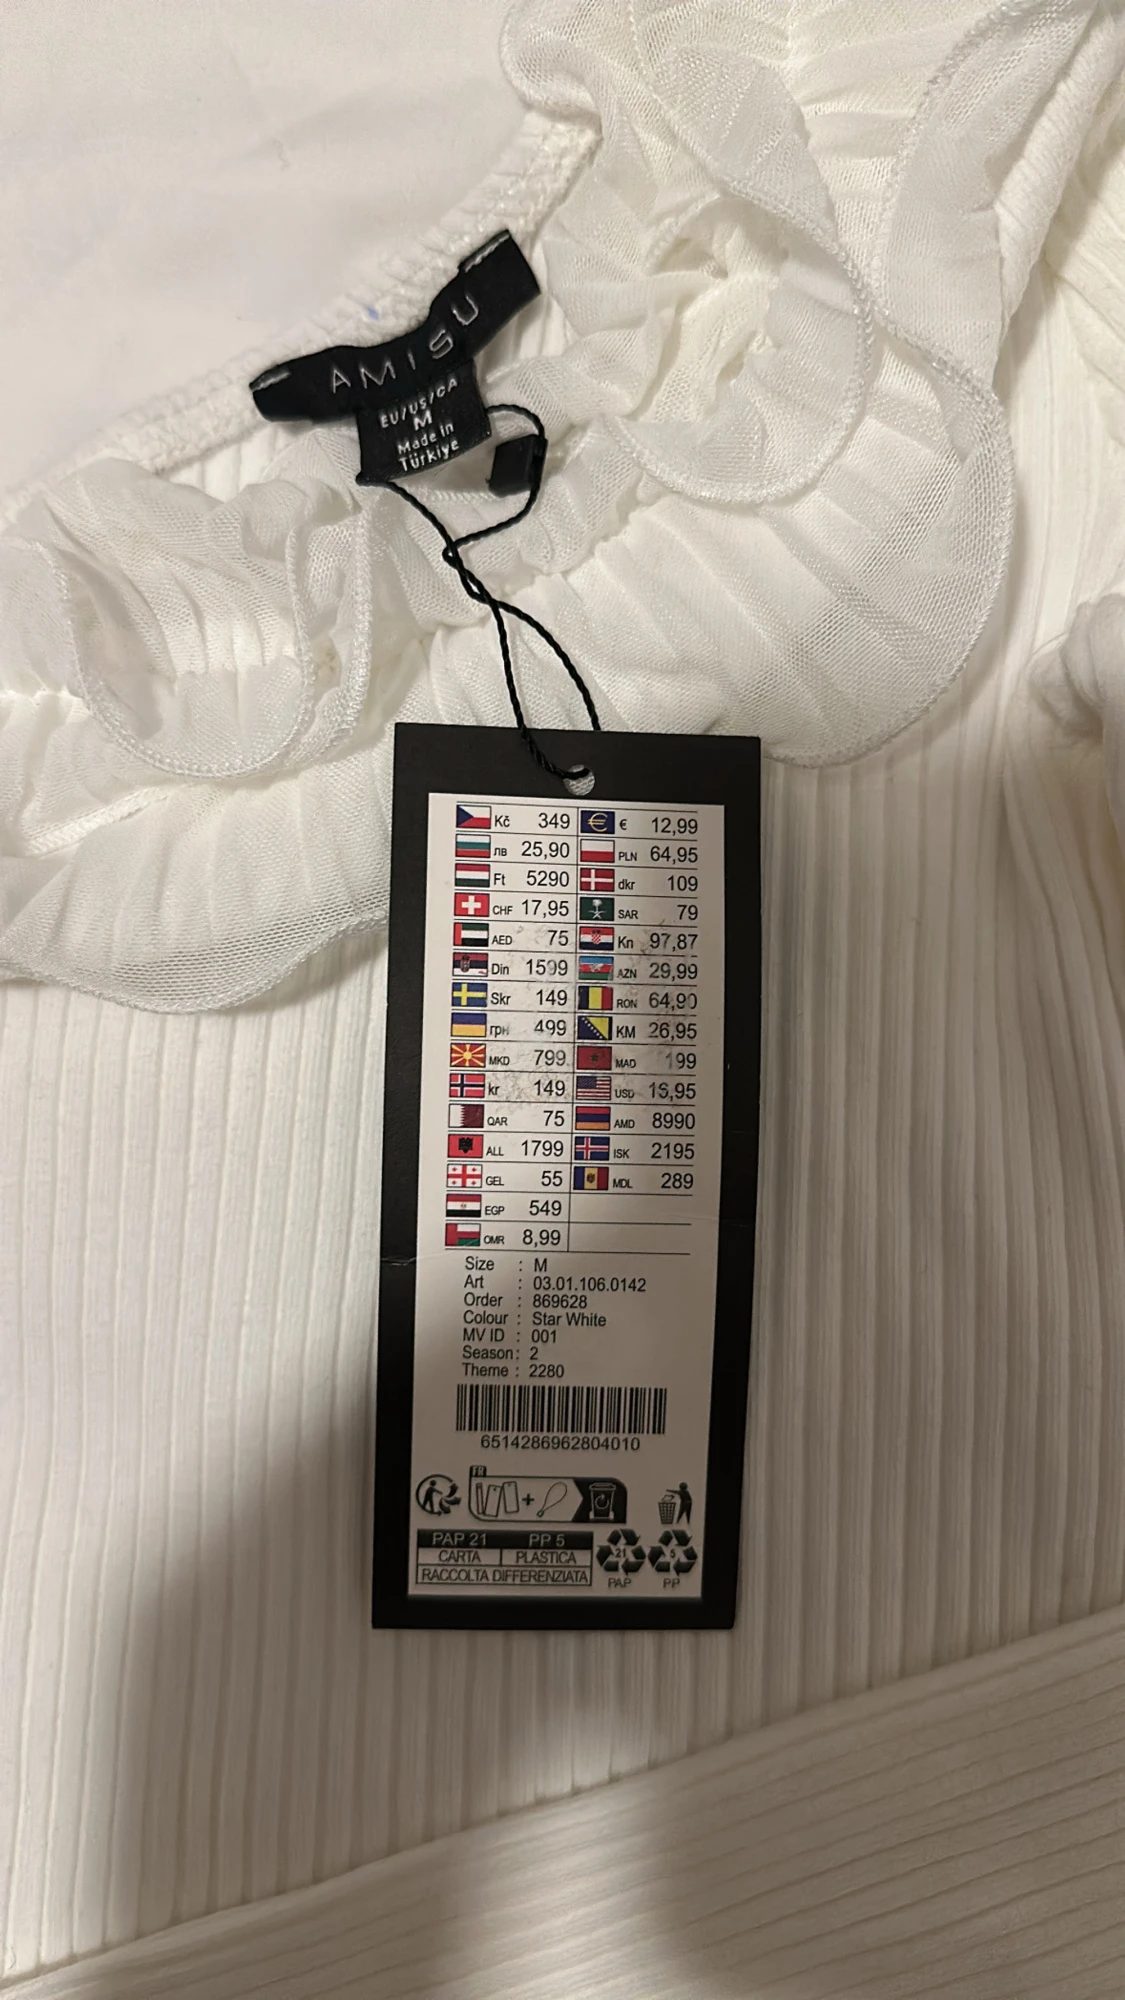 AMISU
EU/US/CA
M
Made in
Türkiye
Kč 349 € 12,99
лв 25,90 PLN 64,95
Ft 5290 dkr 109
CHF 17,95 SAR 79
AED 75 Kn 97,87
Din 1599 AZN 29,99
Skr 149 RON 64,90
грн 499 KM 26,95
MKD 799 MAD 199
kr 149 USD
QAR 75 AMD 8990
ALL 1799 ISK 2195
GEL 55 MDL 289
EGP 549
OMR 8,99
Size : M
Art : 03.01.106.0142
Order : 869628
Colour : Star White
MV ID : 001
Season : 2
Theme : 2280
6514286962804010
FR
+
PAP 21 PP 5
CARTA PLASTICA
RACCOLTA DIFFERENZIATA
21 5
PAP PP